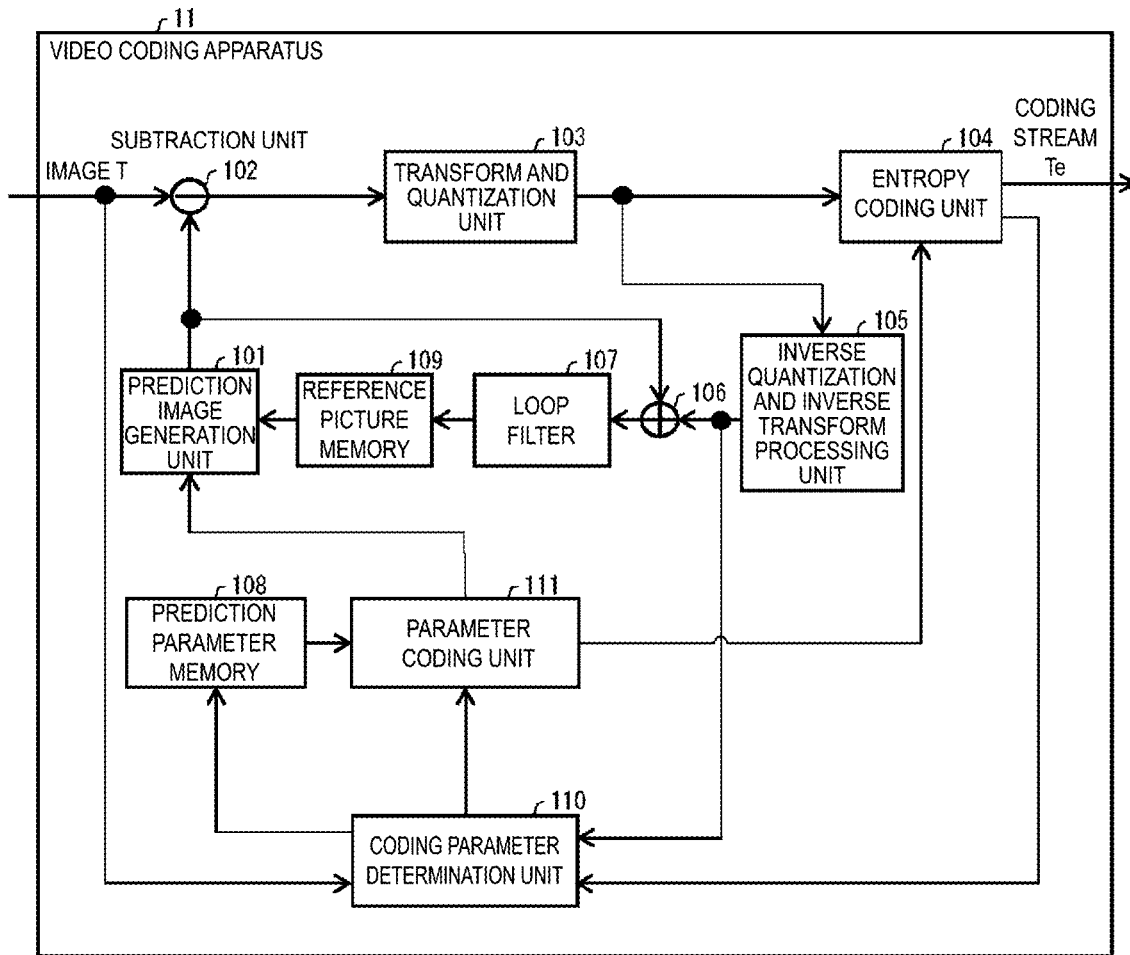 11
VIDEO CODING APPARATUS
SUBTRACTION UNIT
IMAGE T
102
103
TRANSFORM AND
QUANTIZATION
UNIT
104
ENTROPY
CODING UNIT
CODING
STREAM
Te
101
PREDICTION
IMAGE
GENERATION
UNIT
109
REFERENCE
PICTURE
MEMORY
107
LOOP
FILTER
106
105
INVERSE
QUANTIZATION
AND INVERSE
TRANSFORM
PROCESSING
UNIT
108
PREDICTION
PARAMETER
MEMORY
111
PARAMETER
CODING UNIT
110
CODING PARAMETER
DETERMINATION UNIT